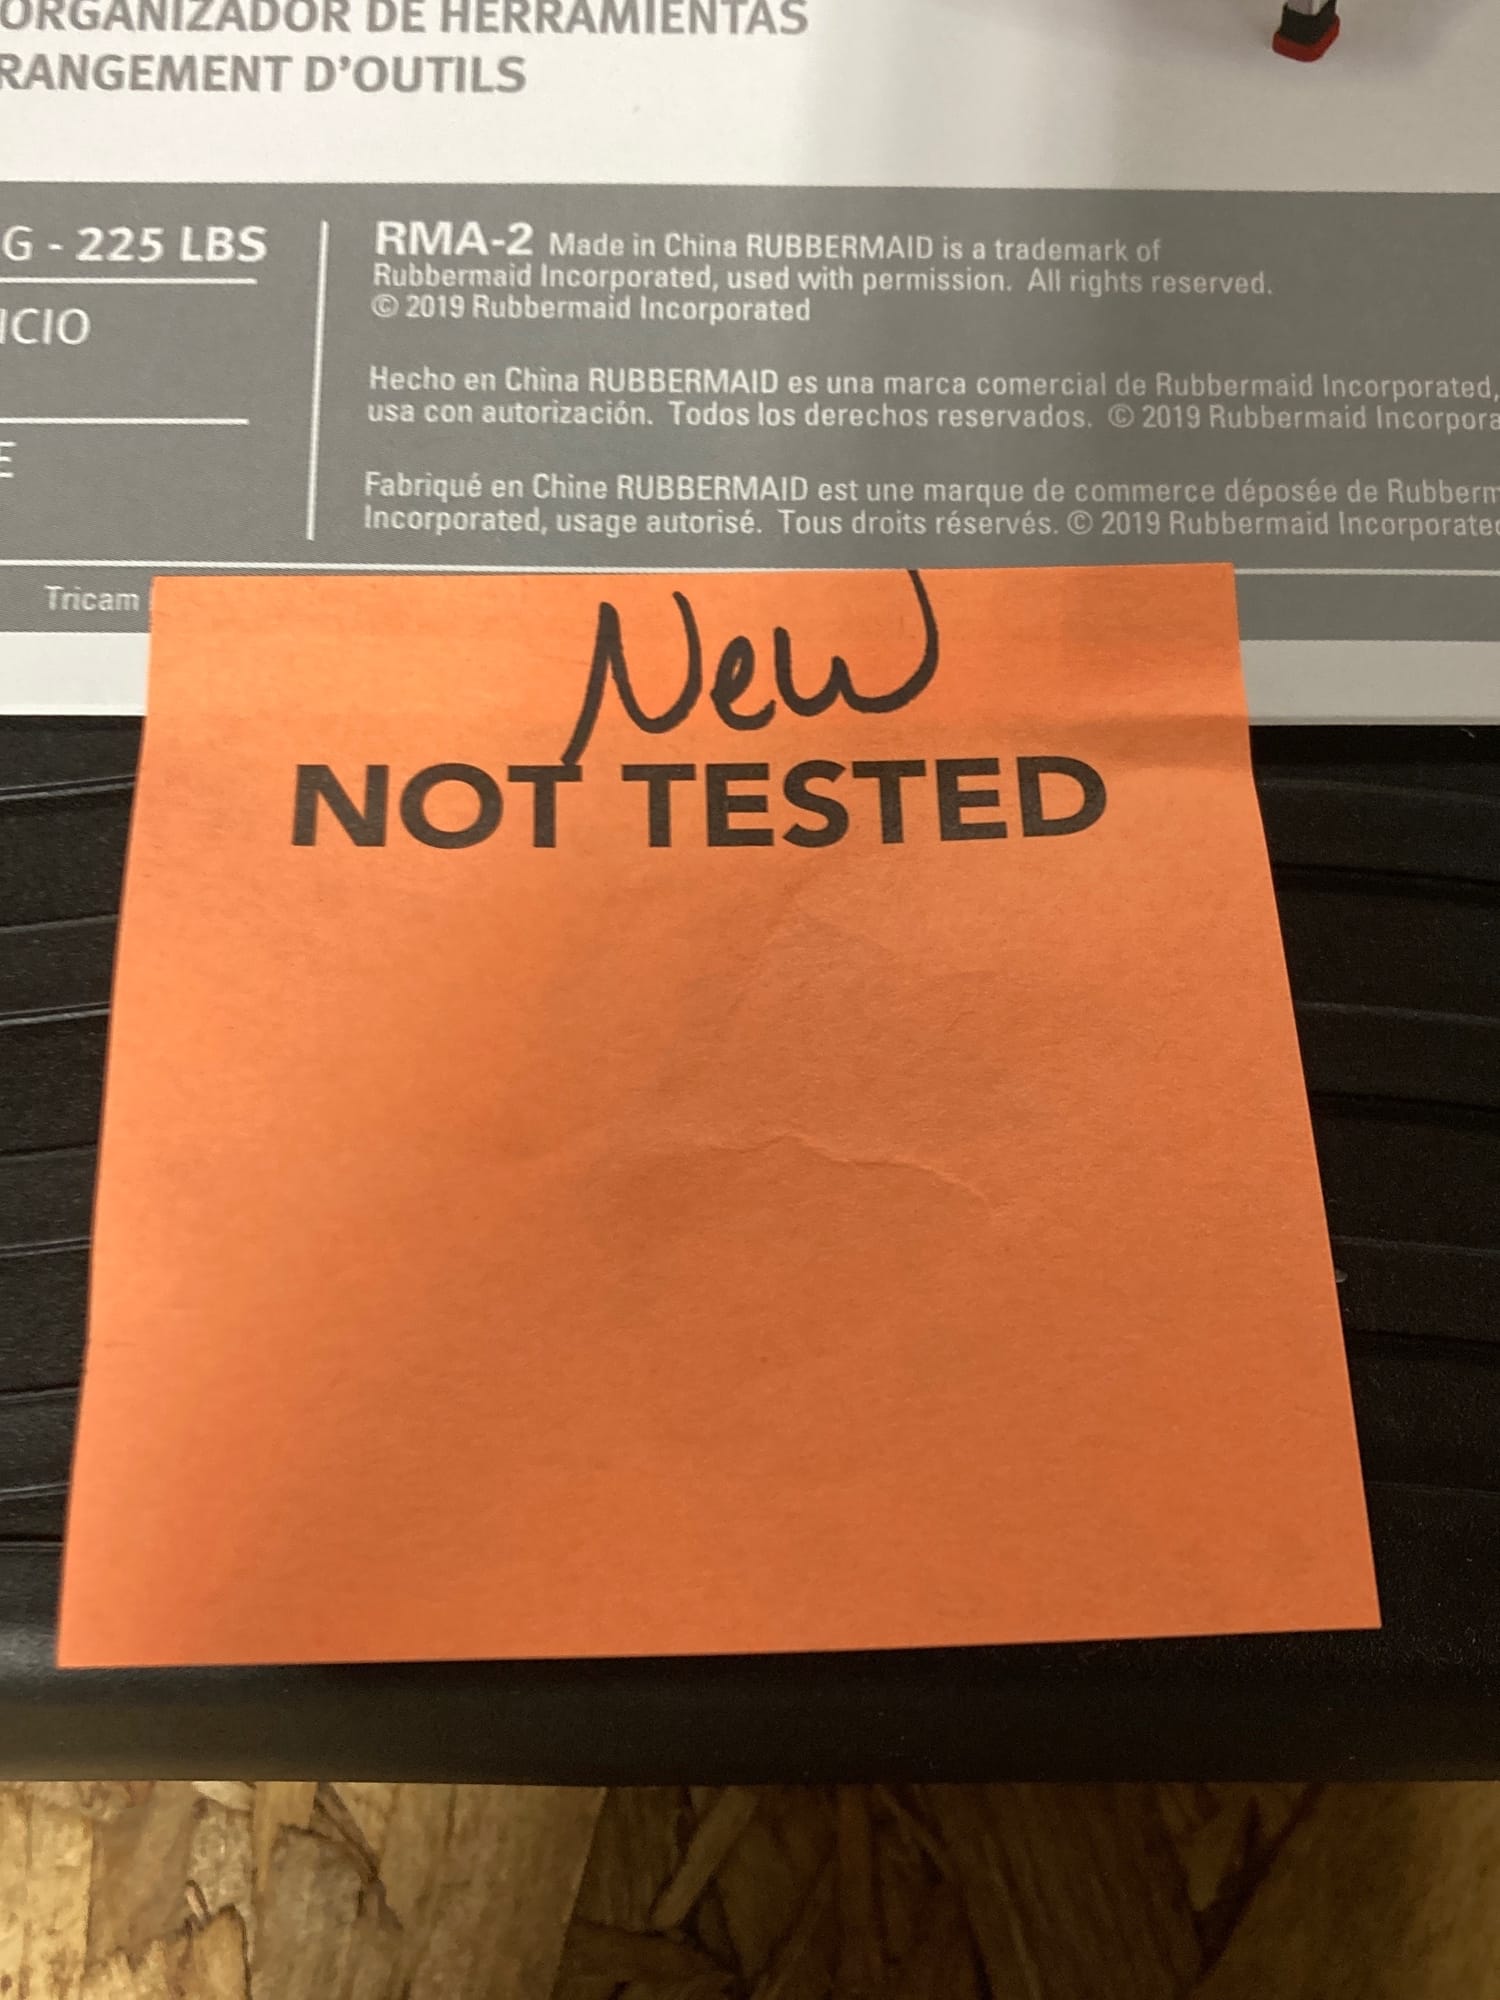 ORGANIZADOR DE HERRAMIENTAS
RANGEMENT D'OUTILS
G - 225 LBS
ICIO
E
RMA-2 Made in China RUBBERMAID is a trademark of
Rubbermaid Incorporated, used with permission. All rights reserved.
© 2019 Rubbermaid Incorporated
Hecho en China RUBBERMAID es una marca comercial de Rubbermaid Incorporated,
usa con autorización. Todos los derechos reservados. © 2019 Rubbermaid Incorpora
Fabriqué en Chine RUBBERMAID est une marque de commerce déposée de Rubberm
Incorporated, usage autorisé. Tous droits réservés. © 2019 Rubbermaid Incorporated
Tricam
New
NOT TESTED